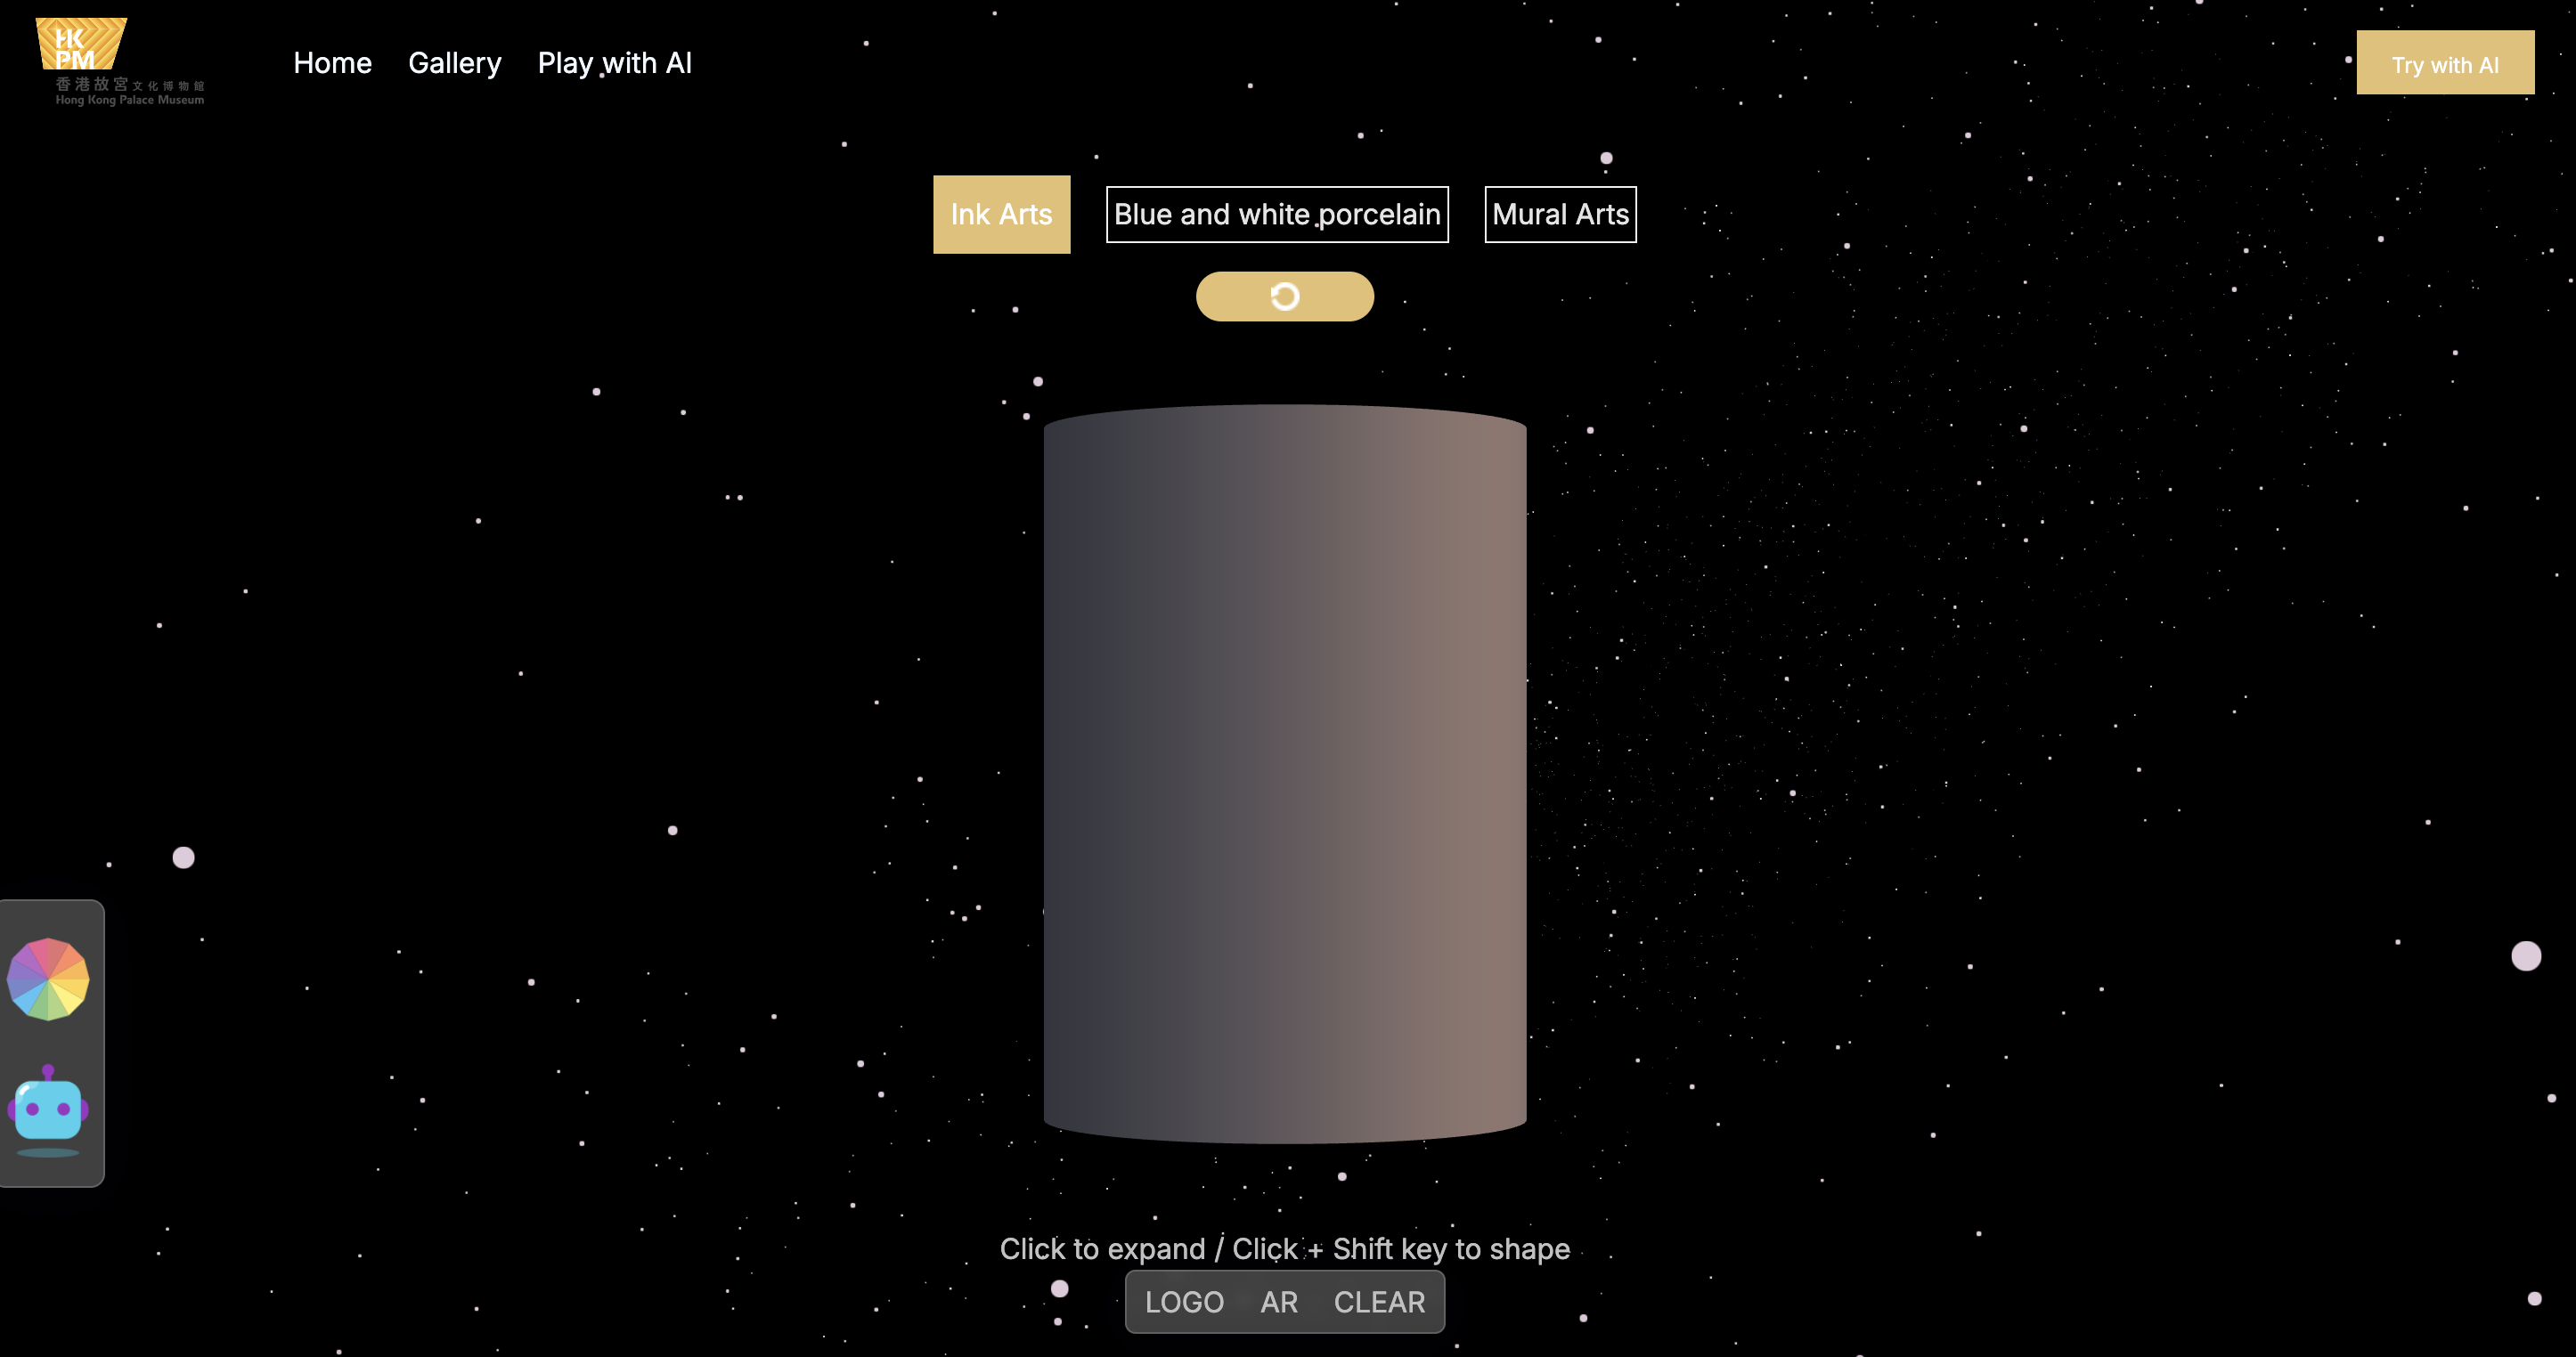 HK
PM
香港故宮文化博物館
Hong Kong Palace Museum
Home
Gallery
Play with AI
Try with AI
Ink Arts
Blue and white porcelain
Mural Arts
Click to expand / Click + Shift key to shape
LOGO
AR
CLEAR